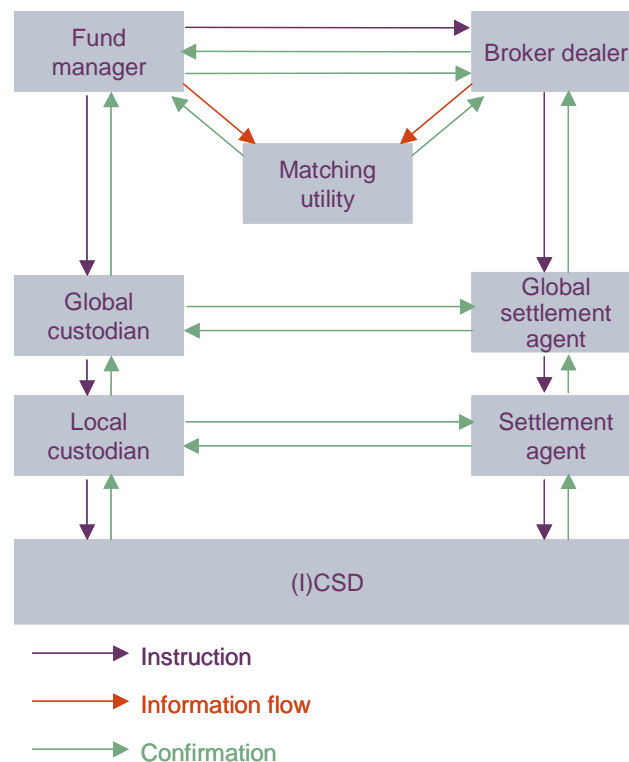 Fund
manager
Broker dealer
Matching
utility
Global
custodian
Global
settlement
agent
Local
custodian
Settlement
agent
(I)CSD
Instruction
Information flow
Confirmation